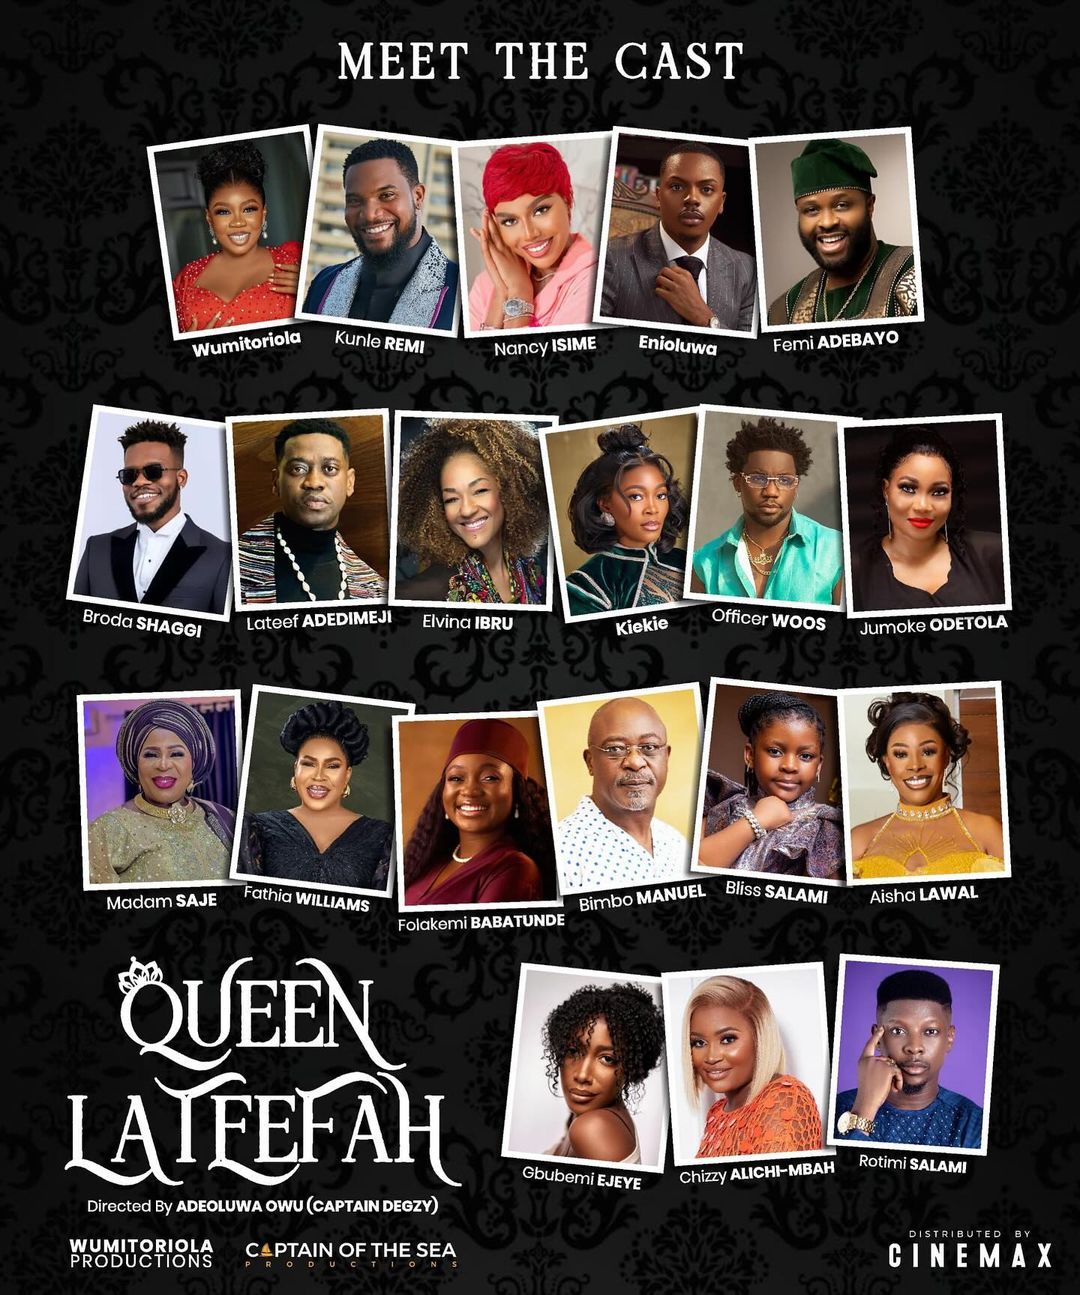 MEET THE CAST
Wumitoriola
Kunle REMI
Nancy ISIME
Enioluwa
Femi ADEBAYO
Broda SHAGGI
Lateef ADEDIMEJI
Elvina IBRU
Kiekie
Officer WOOS
Jumoke ODETOLA
Madam SAJE
Fathia WILLIAMS
Folakemi BABATUNDE
Bimbo MANUEL
Bliss SALAMI
Aisha LAWAL
QUEEN
LATEEFAH
Directed By ADEOLUWA OWU (CAPTAIN DEGZY)
Gbubemi EJEYE
Chizzy ALICHI-MBAH
Rotimi SALAMI
WUMITORIOLA
PRODUCTIONS
CAPTAIN OF THE SEA
PRODUCTIONS
DISTRIBUTED BY
CINEMAX